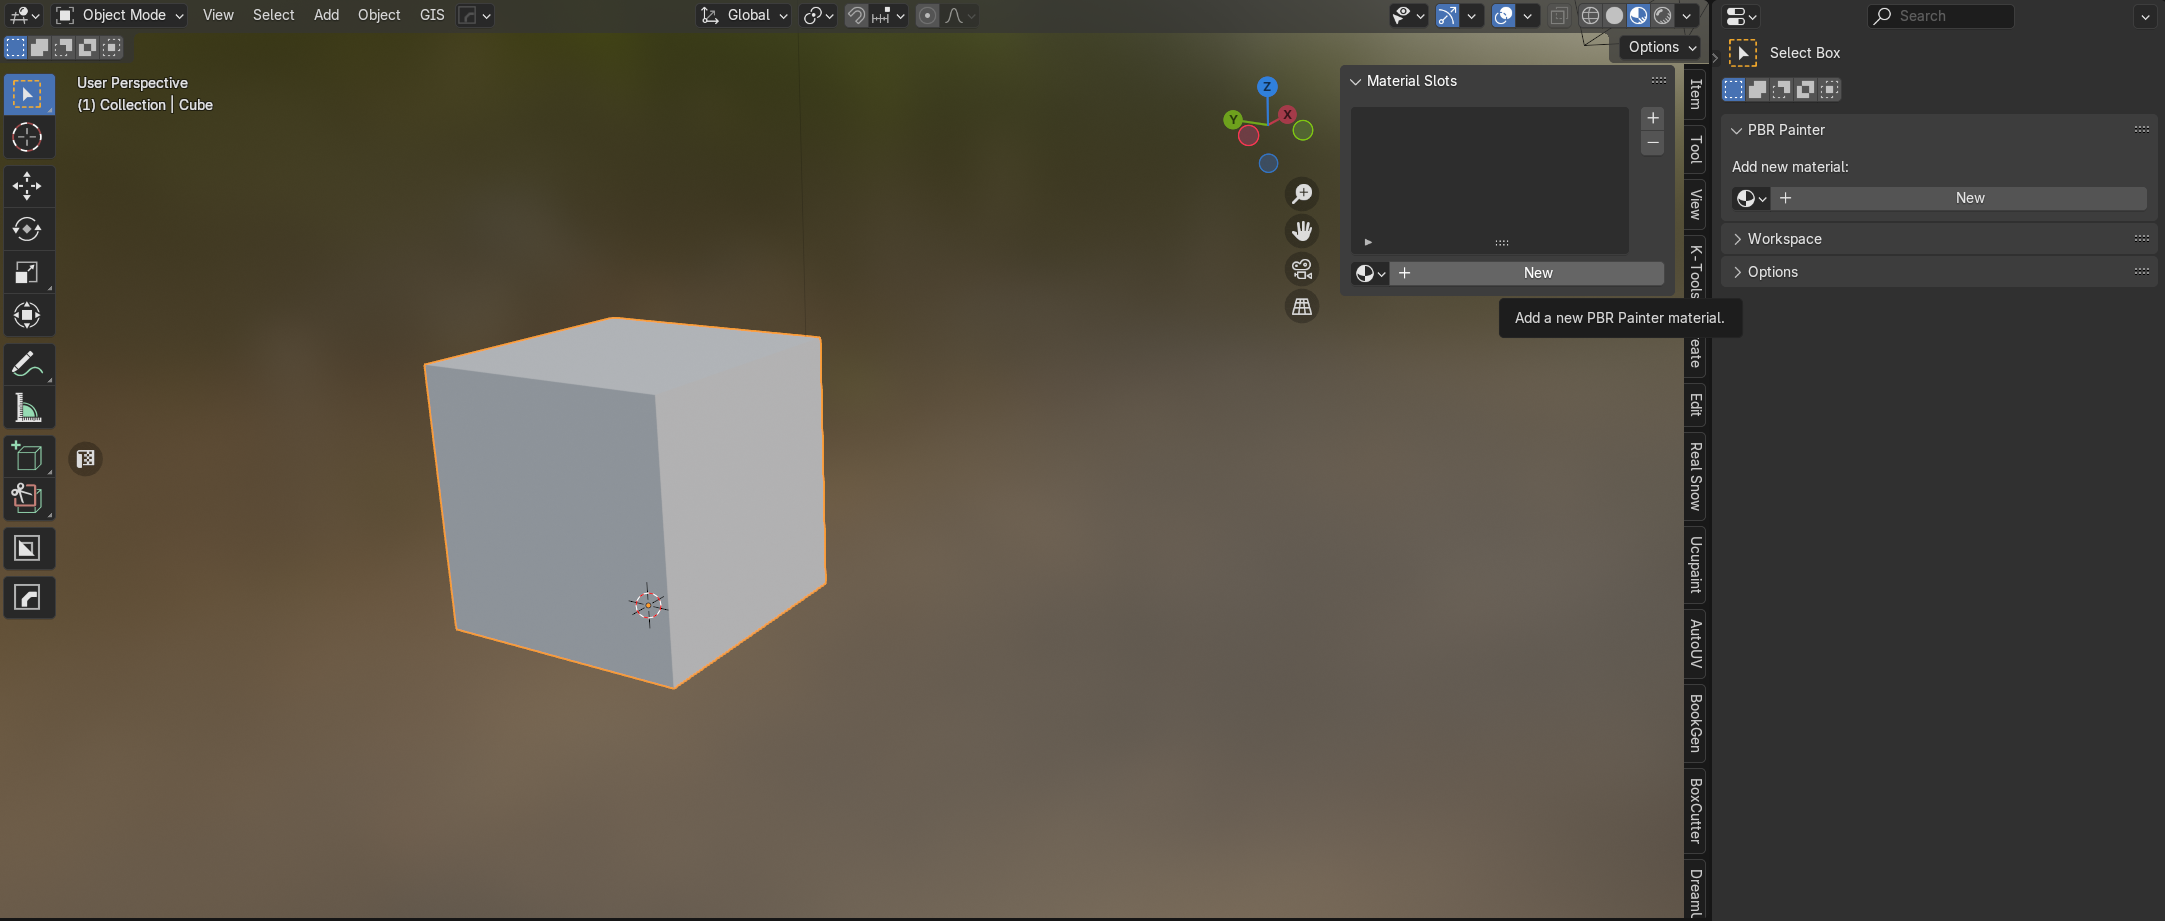 Object Mode View Select Add Object GIS Global
Search
Options
Select Box
User Perspective
(1) Collection | Cube
Z
Y
X
Material Slots
New
Add a new PBR Painter material.
Item
Tool
View
K-Tools
eate
Edit
Real Snow
Ucupaint
AutoUV
BookGen
BoxCutter
PBR Painter
Add new material:
New
Workspace
Options